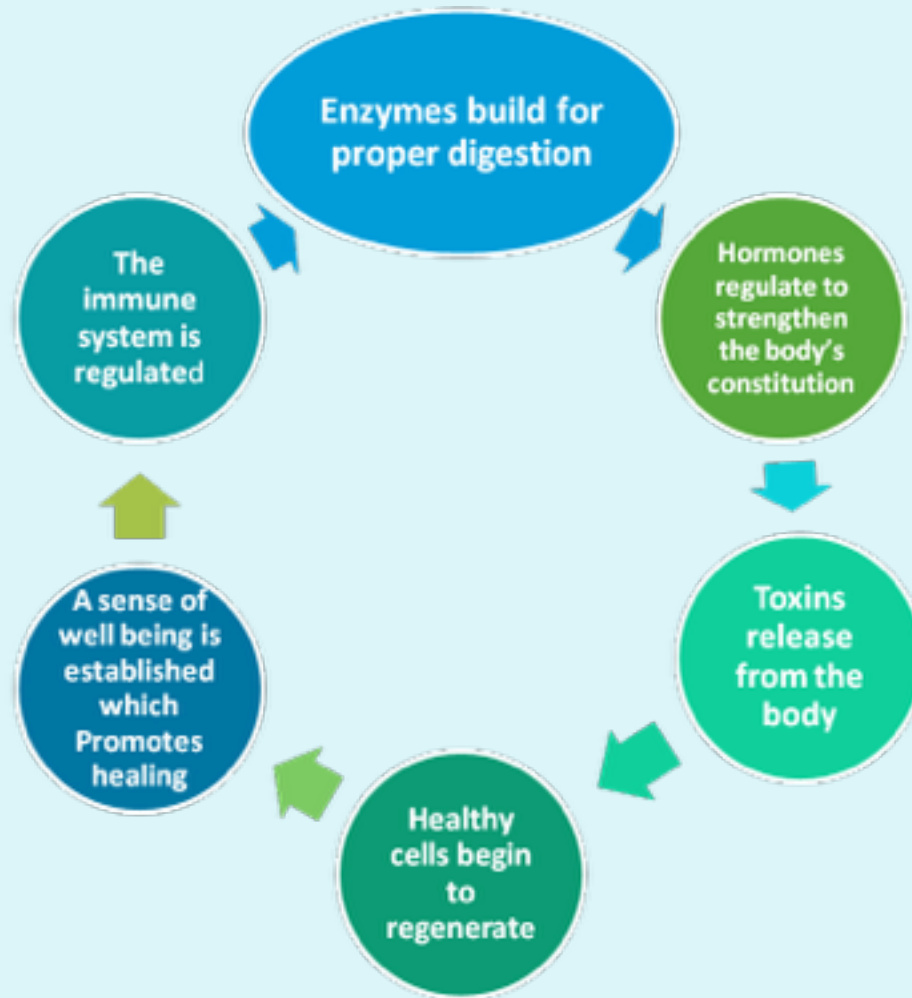 Enzymes build for
proper digestion
Hormones
regulate to
strengthen
the body's
constitution
Toxins
release
from the
body
Healthy
cells begin
to
regenerate
A sense of
well being is
established
which
Promotes
healing
The
immune
system is
regulated